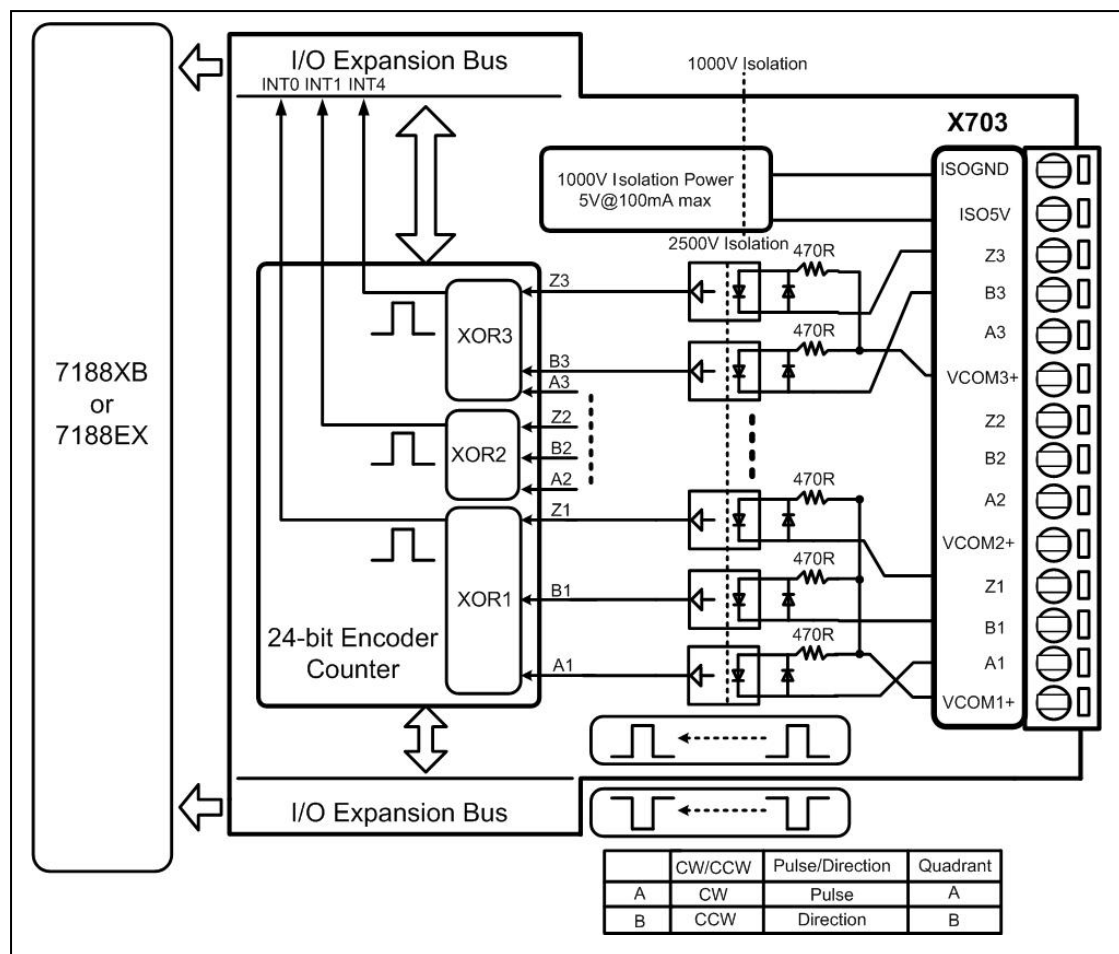 I/O Expansion Bus
INT0 INT1 INT4
1000V Isolation
X703
1000V Isolation Power
5V@100mA max
2500V Isolation
ISOGND
ISO5V
Z3
B3
A3
VCOM3+
Z2
B2
A2
VCOM2+
Z1
B1
A1
VCOM1+
470R
470R
470R
470R
470R
Z3
B3
A3
Z2
B2
A2
Z1
B1
A1
XOR3
XOR2
XOR1
7188XB
or
7188EX
24-bit Encoder
Counter
I/O Expansion Bus
CW/CCW Pulse/Direction Quadrant
A CW Pulse A
B CCW Direction B